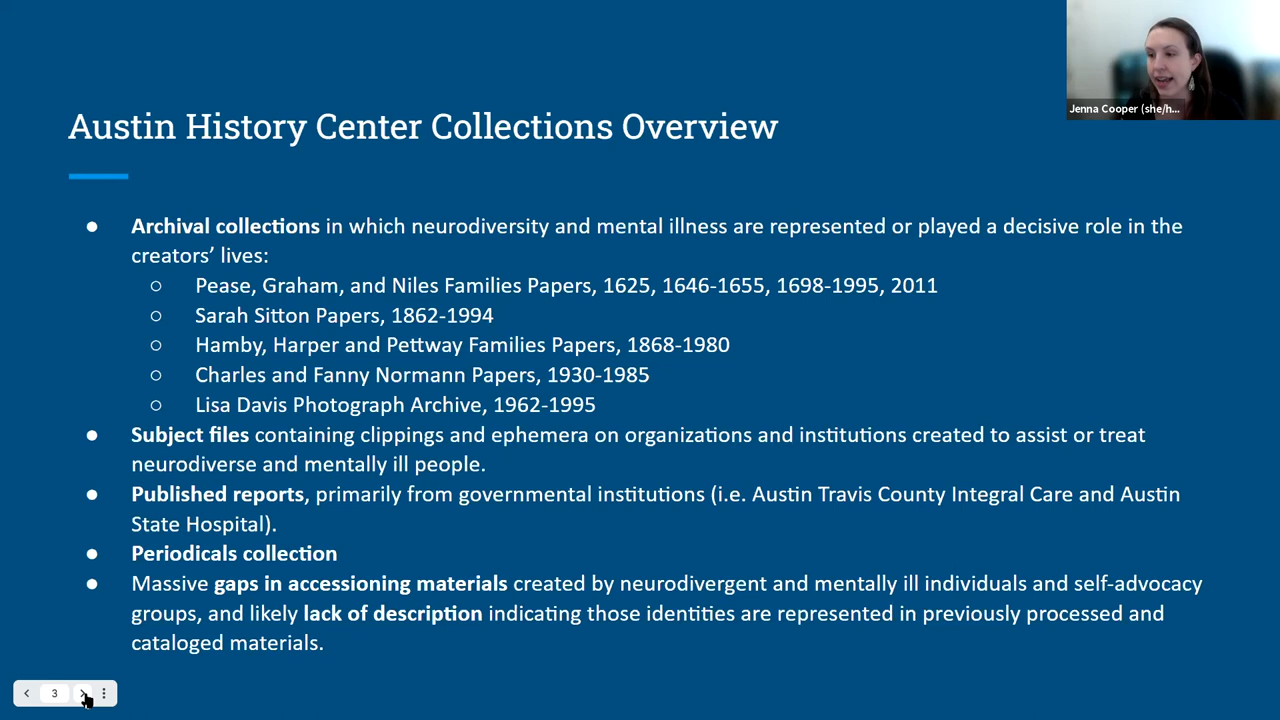 Jenna Cooper (she/h...
Austin History Center Collections Overview
● Archival collections in which neurodiversity and mental illness are represented or played a decisive role in the
creators’ lives:
○ Pease, Graham, and Niles Families Papers, 1625, 1646-1655, 1698-1995, 2011
○ Sarah Sitton Papers, 1862-1994
○ Hamby, Harper and Pettway Families Papers, 1868-1980
○ Charles and Fanny Normann Papers, 1930-1985
○ Lisa Davis Photograph Archive, 1962-1995
● Subject files containing clippings and ephemera on organizations and institutions created to assist or treat
neurodiverse and mentally ill people.
● Published reports, primarily from governmental institutions (i.e. Austin Travis County Integral Care and Austin
State Hospital).
● Periodicals collection
● Massive gaps in accessioning materials created by neurodivergent and mentally ill individuals and self-advocacy
groups, and likely lack of description indicating those identities are represented in previously processed and
cataloged materials.
3